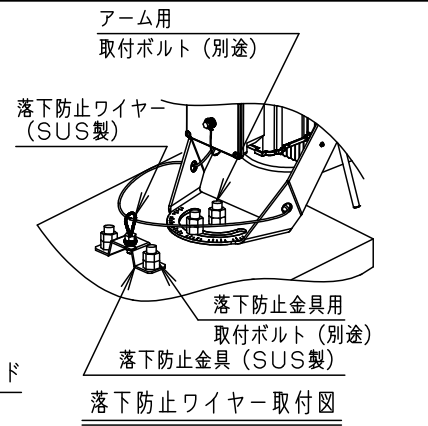 アーム用
取付ボルト（別途）
落下防止ワイヤー
（SUS製）
落下防止金具用
取付ボルト（別途）
落下防止金具（SUS製）
ド
落下防止ワイヤー取付図